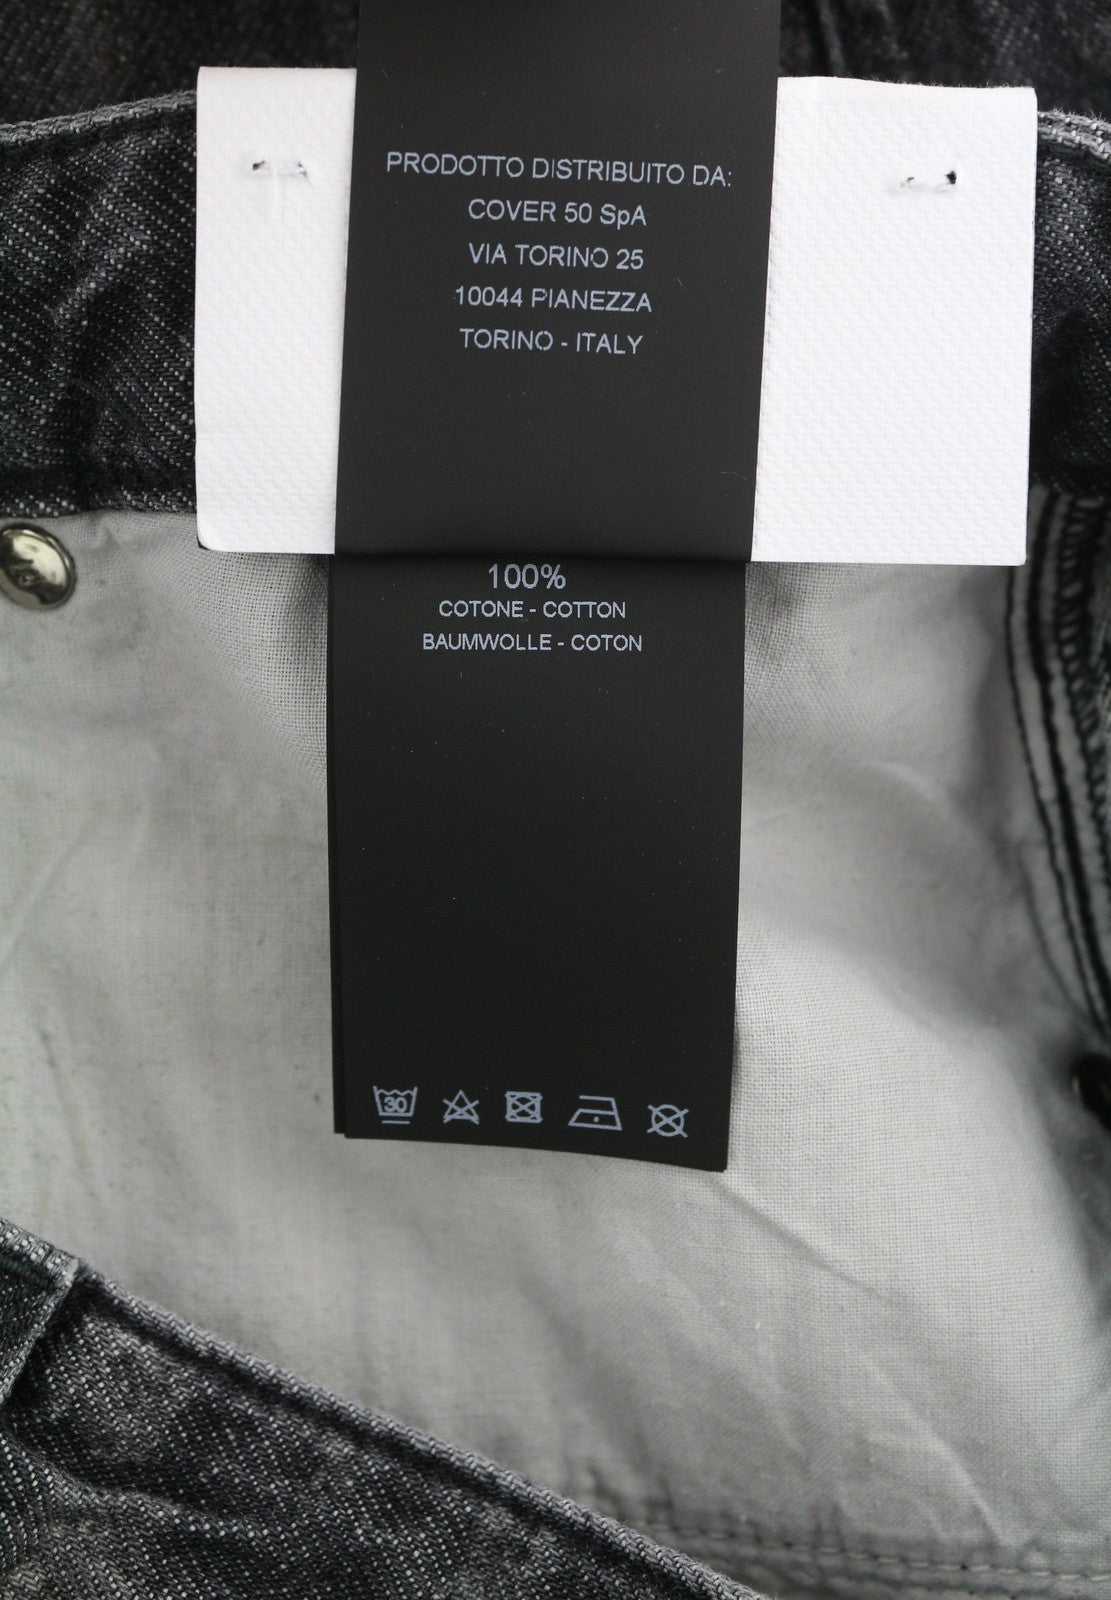 PRODOTTO DISTRIBUITO DA:
COVER 50 SpA
VIA TORINO 25
10044 PIANEZZA
TORINO - ITALY
100%
COTONE - COTTON
BAUMWOLLE - COTON
30